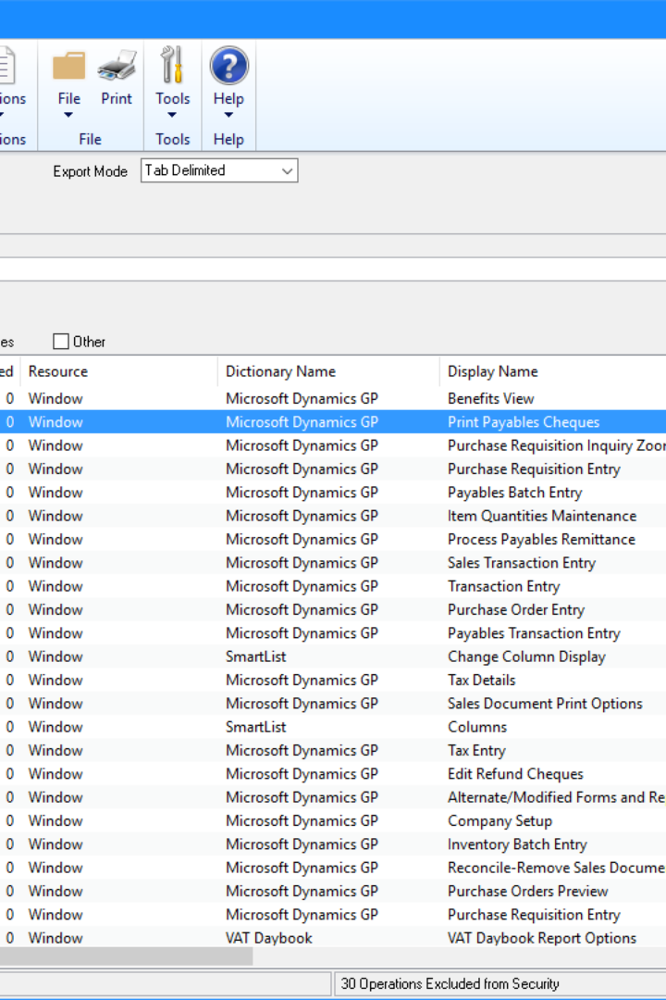 ions File Print Tools Help
ions File Tools Help
Export Mode Tab Delimited
es Other
ed Resource Dictionary Name Display Name
0 Window Microsoft Dynamics GP Benefits View
0 Window Microsoft Dynamics GP Print Payables Cheques
0 Window Microsoft Dynamics GP Purchase Requisition Inquiry Zoo
0 Window Microsoft Dynamics GP Purchase Requisition Entry
0 Window Microsoft Dynamics GP Payables Batch Entry
0 Window Microsoft Dynamics GP Item Quantities Maintenance
0 Window Microsoft Dynamics GP Process Payables Remittance
0 Window Microsoft Dynamics GP Sales Transaction Entry
0 Window Microsoft Dynamics GP Transaction Entry
0 Window Microsoft Dynamics GP Purchase Order Entry
0 Window Microsoft Dynamics GP Payables Transaction Entry
0 Window SmartList Change Column Display
0 Window Microsoft Dynamics GP Tax Details
0 Window Microsoft Dynamics GP Sales Document Print Options
0 Window SmartList Columns
0 Window Microsoft Dynamics GP Tax Entry
0 Window Microsoft Dynamics GP Edit Refund Cheques
0 Window Microsoft Dynamics GP Alternate/Modified Forms and Re
0 Window Microsoft Dynamics GP Company Setup
0 Window Microsoft Dynamics GP Inventory Batch Entry
0 Window Microsoft Dynamics GP Reconcile-Remove Sales Docume
0 Window Microsoft Dynamics GP Purchase Orders Preview
0 Window Microsoft Dynamics GP Purchase Requisition Entry
0 Window VAT Daybook VAT Daybook Report Options
30 Operations Excluded from Security